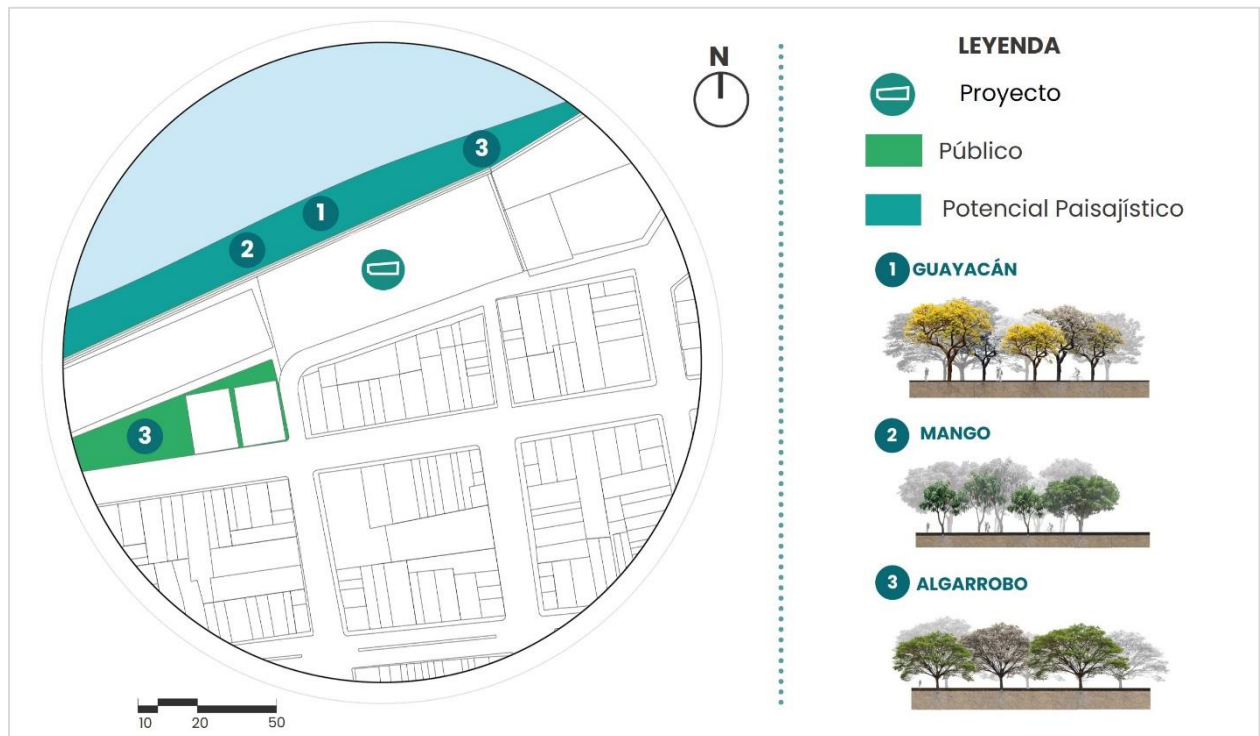 N
3
1
2
3
10 20 50
LEYENDA
Proyecto
Público
Potencial Paisajístico
1 GUAYACÁN
2 MANGO
3 ALGARROBO